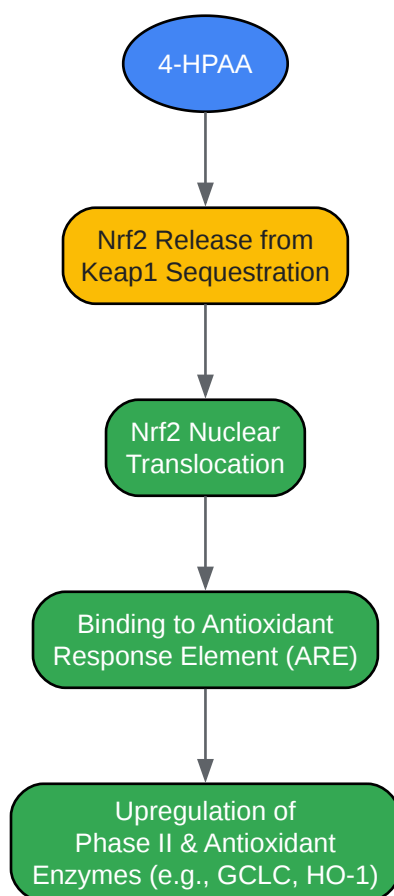 4-HPAA
Nrf2 Release from
Keap1 Sequestration
Nrf2 Nuclear
Translocation
Binding to Antioxidant
Response Element (ARE)
Upregulation of
Phase II & Antioxidant
Enzymes (e.g., GCLC, HO-1)